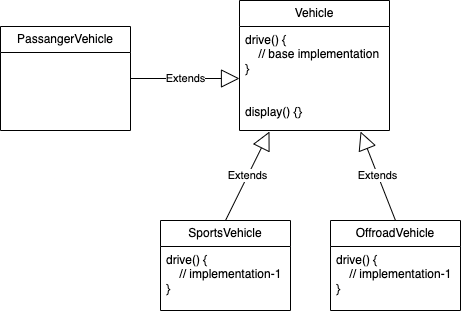 Vehicle
drive() {
// base implementation
}
display() {}
PassangerVehicle
Extends
Extends
Extends
SportsVehicle
drive() {
// implementation-1
}
OffroadVehicle
drive() {
// implementation-1
}